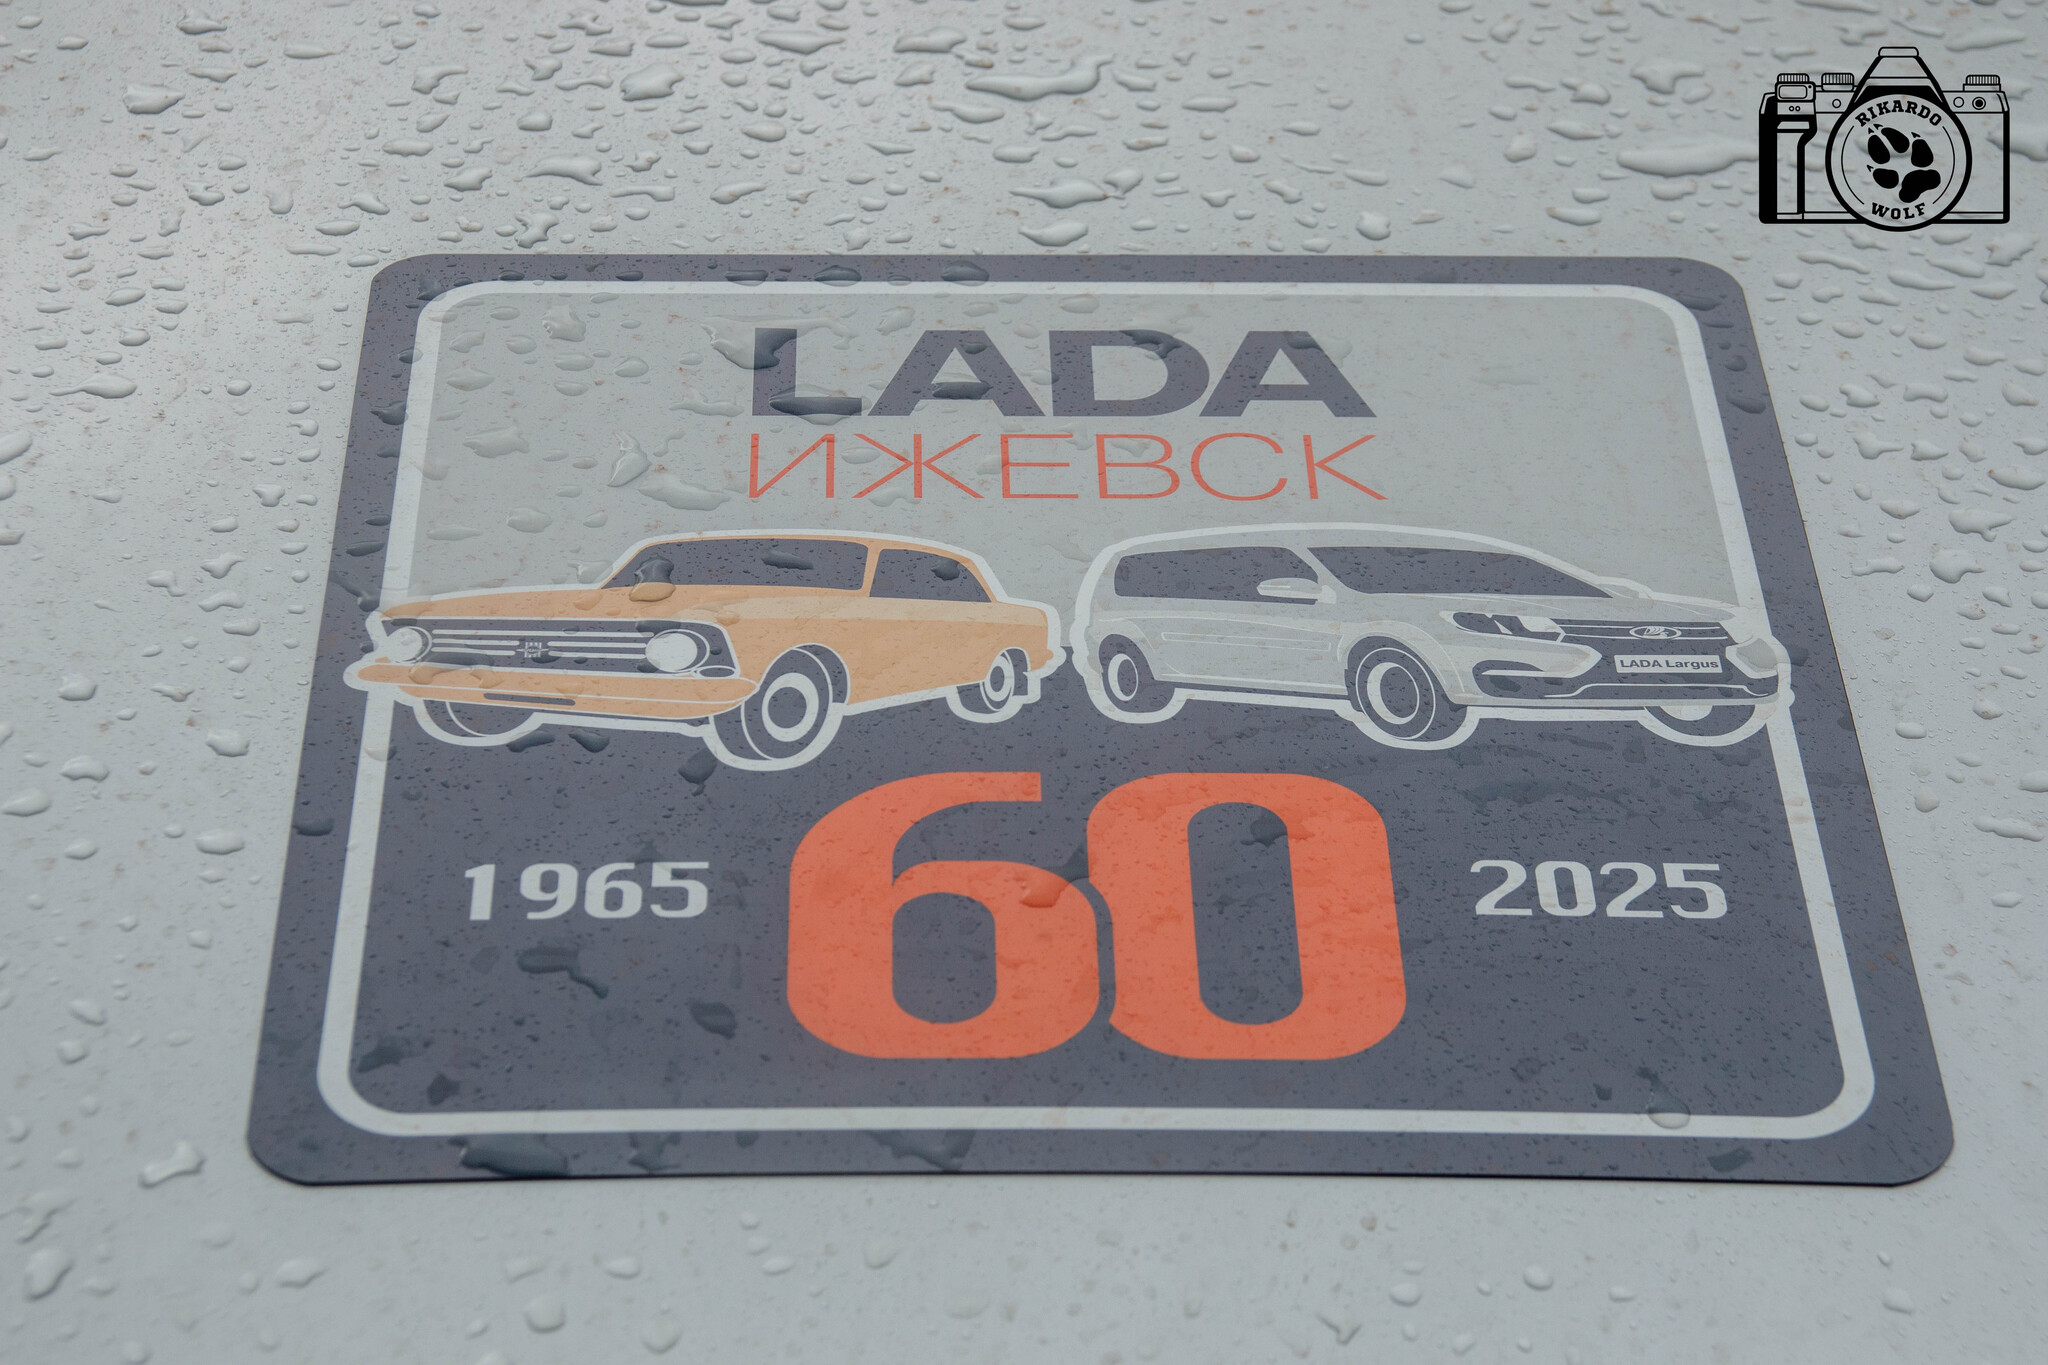 RIKARDO
WOLF
LADA
ИЖЕВСК
LADA Largus
60
1965
2025